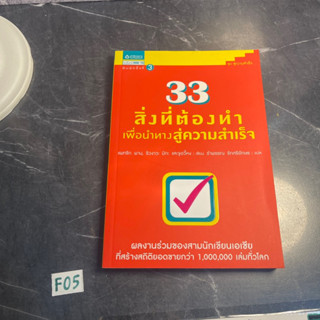 33
สิ่งที่ต้องทำ
เพื่อนำทางสู่ความสำเร็จ
ผลงานร่วมของสามนักเขียนเอเชีย
ที่สร้างสถิติยอดขายกว่า 1,000,000 เล่มทั่วโลก
F05